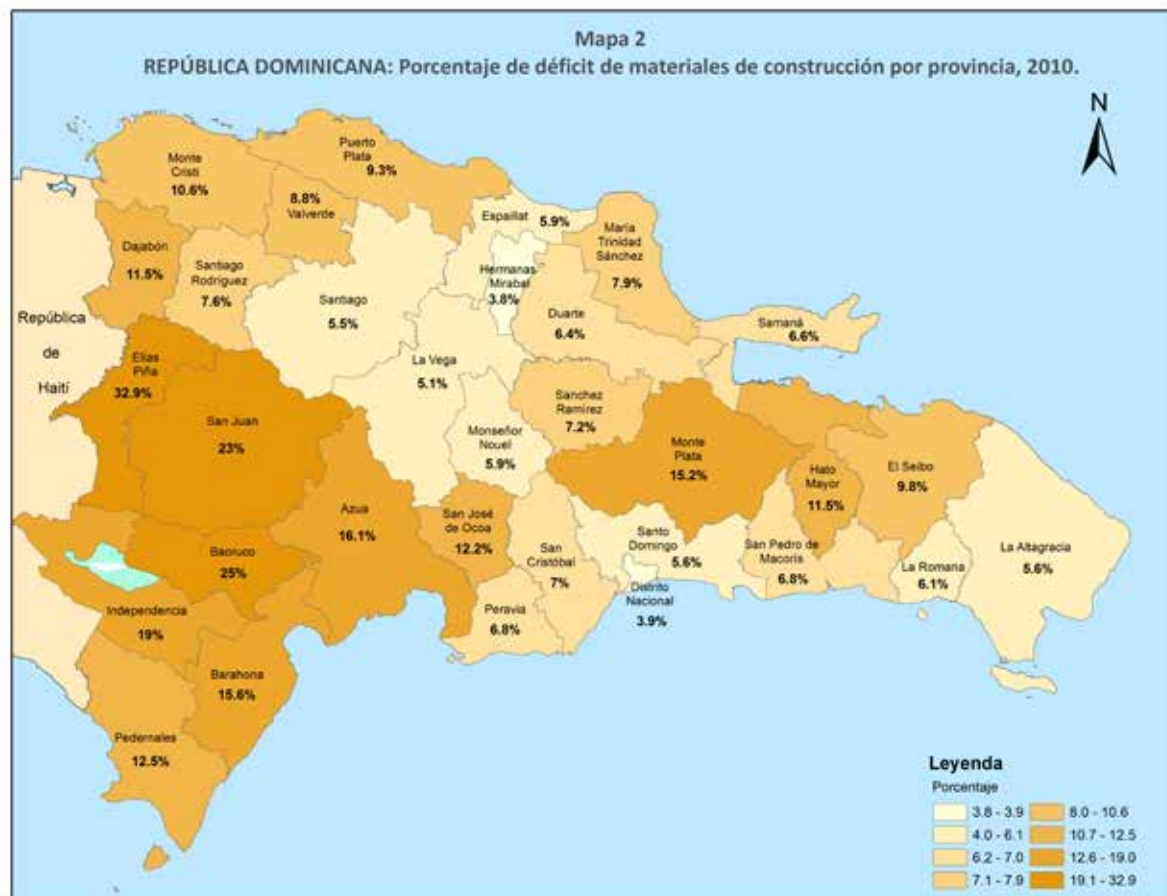 Mapa 2
REPÚBLICA DOMINICANA: Porcentaje de déficit de materiales de construcción por provincia, 2010.
N
Puerto
Plata
9.3%
Monte
Cristi
10.6%
8.8%
Valverde
Espaillat 5.9%
María
Trinidad
Sánchez
7.9%
Dajabón
11.5%
Santiago
Rodríguez
7.6%
Hermanas
Mirabal
3.8%
Santiago
5.5%
Duarte
6.4%
Samaná
6.6%
República
de
Haití
Elías
Piña
32.9%
La Vega
5.1%
San Juan
23%
Sanchez
Ramírez
7.2%
Monseñor
Nouel
5.9%
Monte
Plata
15.2%
Hato
Mayor
11.5%
El Seibo
9.8%
Azua
16.1%
San José
de Ocoa
12.2%
San
Cristóbal
7%
Santo
Domingo
5.6%
San Pedro de
Macorís
6.8%
La Romana
6.1%
La Altagracia
5.6%
Baoruco
25%
Distrito
Nacional
3.9%
Independencia
19%
Peravia
6.8%
Barahona
15.6%
Pedernales
12.5%
Leyenda
Porcentaje
3.8 - 3.9
4.0 - 6.1
6.2 - 7.0
7.1 - 7.9
8.0 - 10.6
10.7 - 12.5
12.6 - 19.0
19.1 - 32.9